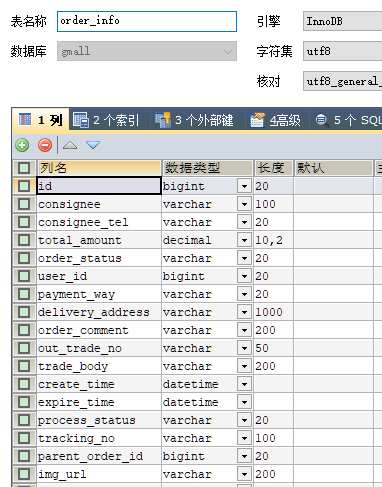 表名称 order_info 引擎 InnoDB
数据库 gmall 字符集 utf8
核对 utf8_general_
1 列 2 个索引 3 个外部键 4高级 5 个 SQL
列名 数据类型 长度 默认
id bigint 20
consignee varchar 100
consignee_tel varchar 20
total_amount decimal 10,2
order_status varchar 20
user_id bigint 20
payment_way varchar 20
delivery_address varchar 1000
order_comment varchar 200
out_trade_no varchar 50
trade_body varchar 200
create_time datetime
expire_time datetime
process_status varchar 20
tracking_no varchar 100
parent_order_id bigint 20
img_url varchar 200